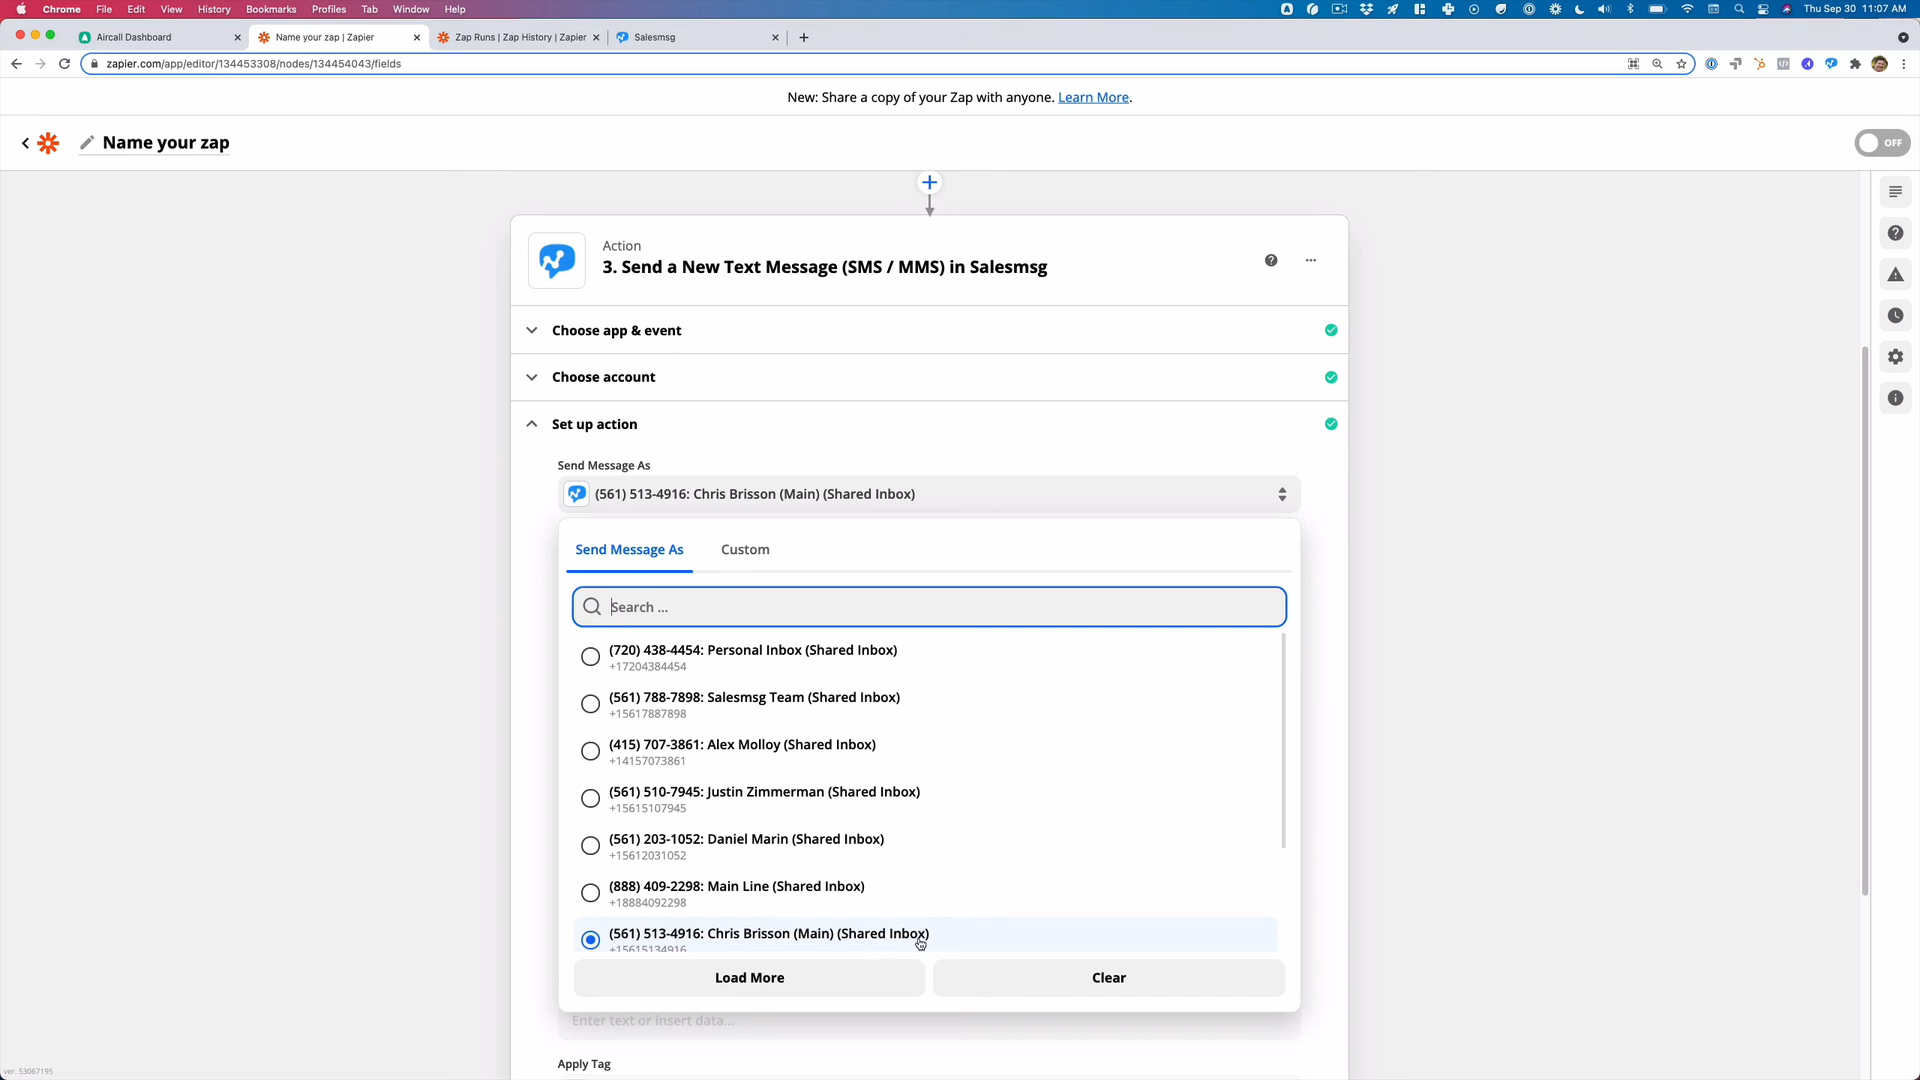 Chrome File Edit View History Bookmarks Profiles Tab Window Help Thu Sep 30 11:07 AM
Aircall Dashboard Name your zap | Zapier Zap Runs | Zap History | Zapier Salesmsg
zapier.com/app/editor/134453308/nodes/134454043/fields
New: Share a copy of your Zap with anyone. Learn More.
Name your zap
OFF
Action
3. Send a New Text Message (SMS / MMS) in Salesmsg
Choose app & event
Choose account
Set up action
Send Message As
(561) 513-4916: Chris Brisson (Main) (Shared Inbox)
Send Message As Custom
Search ...
(720) 438-4454: Personal Inbox (Shared Inbox)
+17204384454
(561) 788-7898: Salesmsg Team (Shared Inbox)
+15617887898
(415) 707-3861: Alex Molloy (Shared Inbox)
+14157073861
(561) 510-7945: Justin Zimmerman (Shared Inbox)
+15615107945
(561) 203-1052: Daniel Marin (Shared Inbox)
+15612031052
(888) 409-2298: Main Line (Shared Inbox)
+18884092298
(561) 513-4916: Chris Brisson (Main) (Shared Inbox)
+15615134916
Load More Clear
Enter text or insert data...
Apply Tag
ver. 53067195